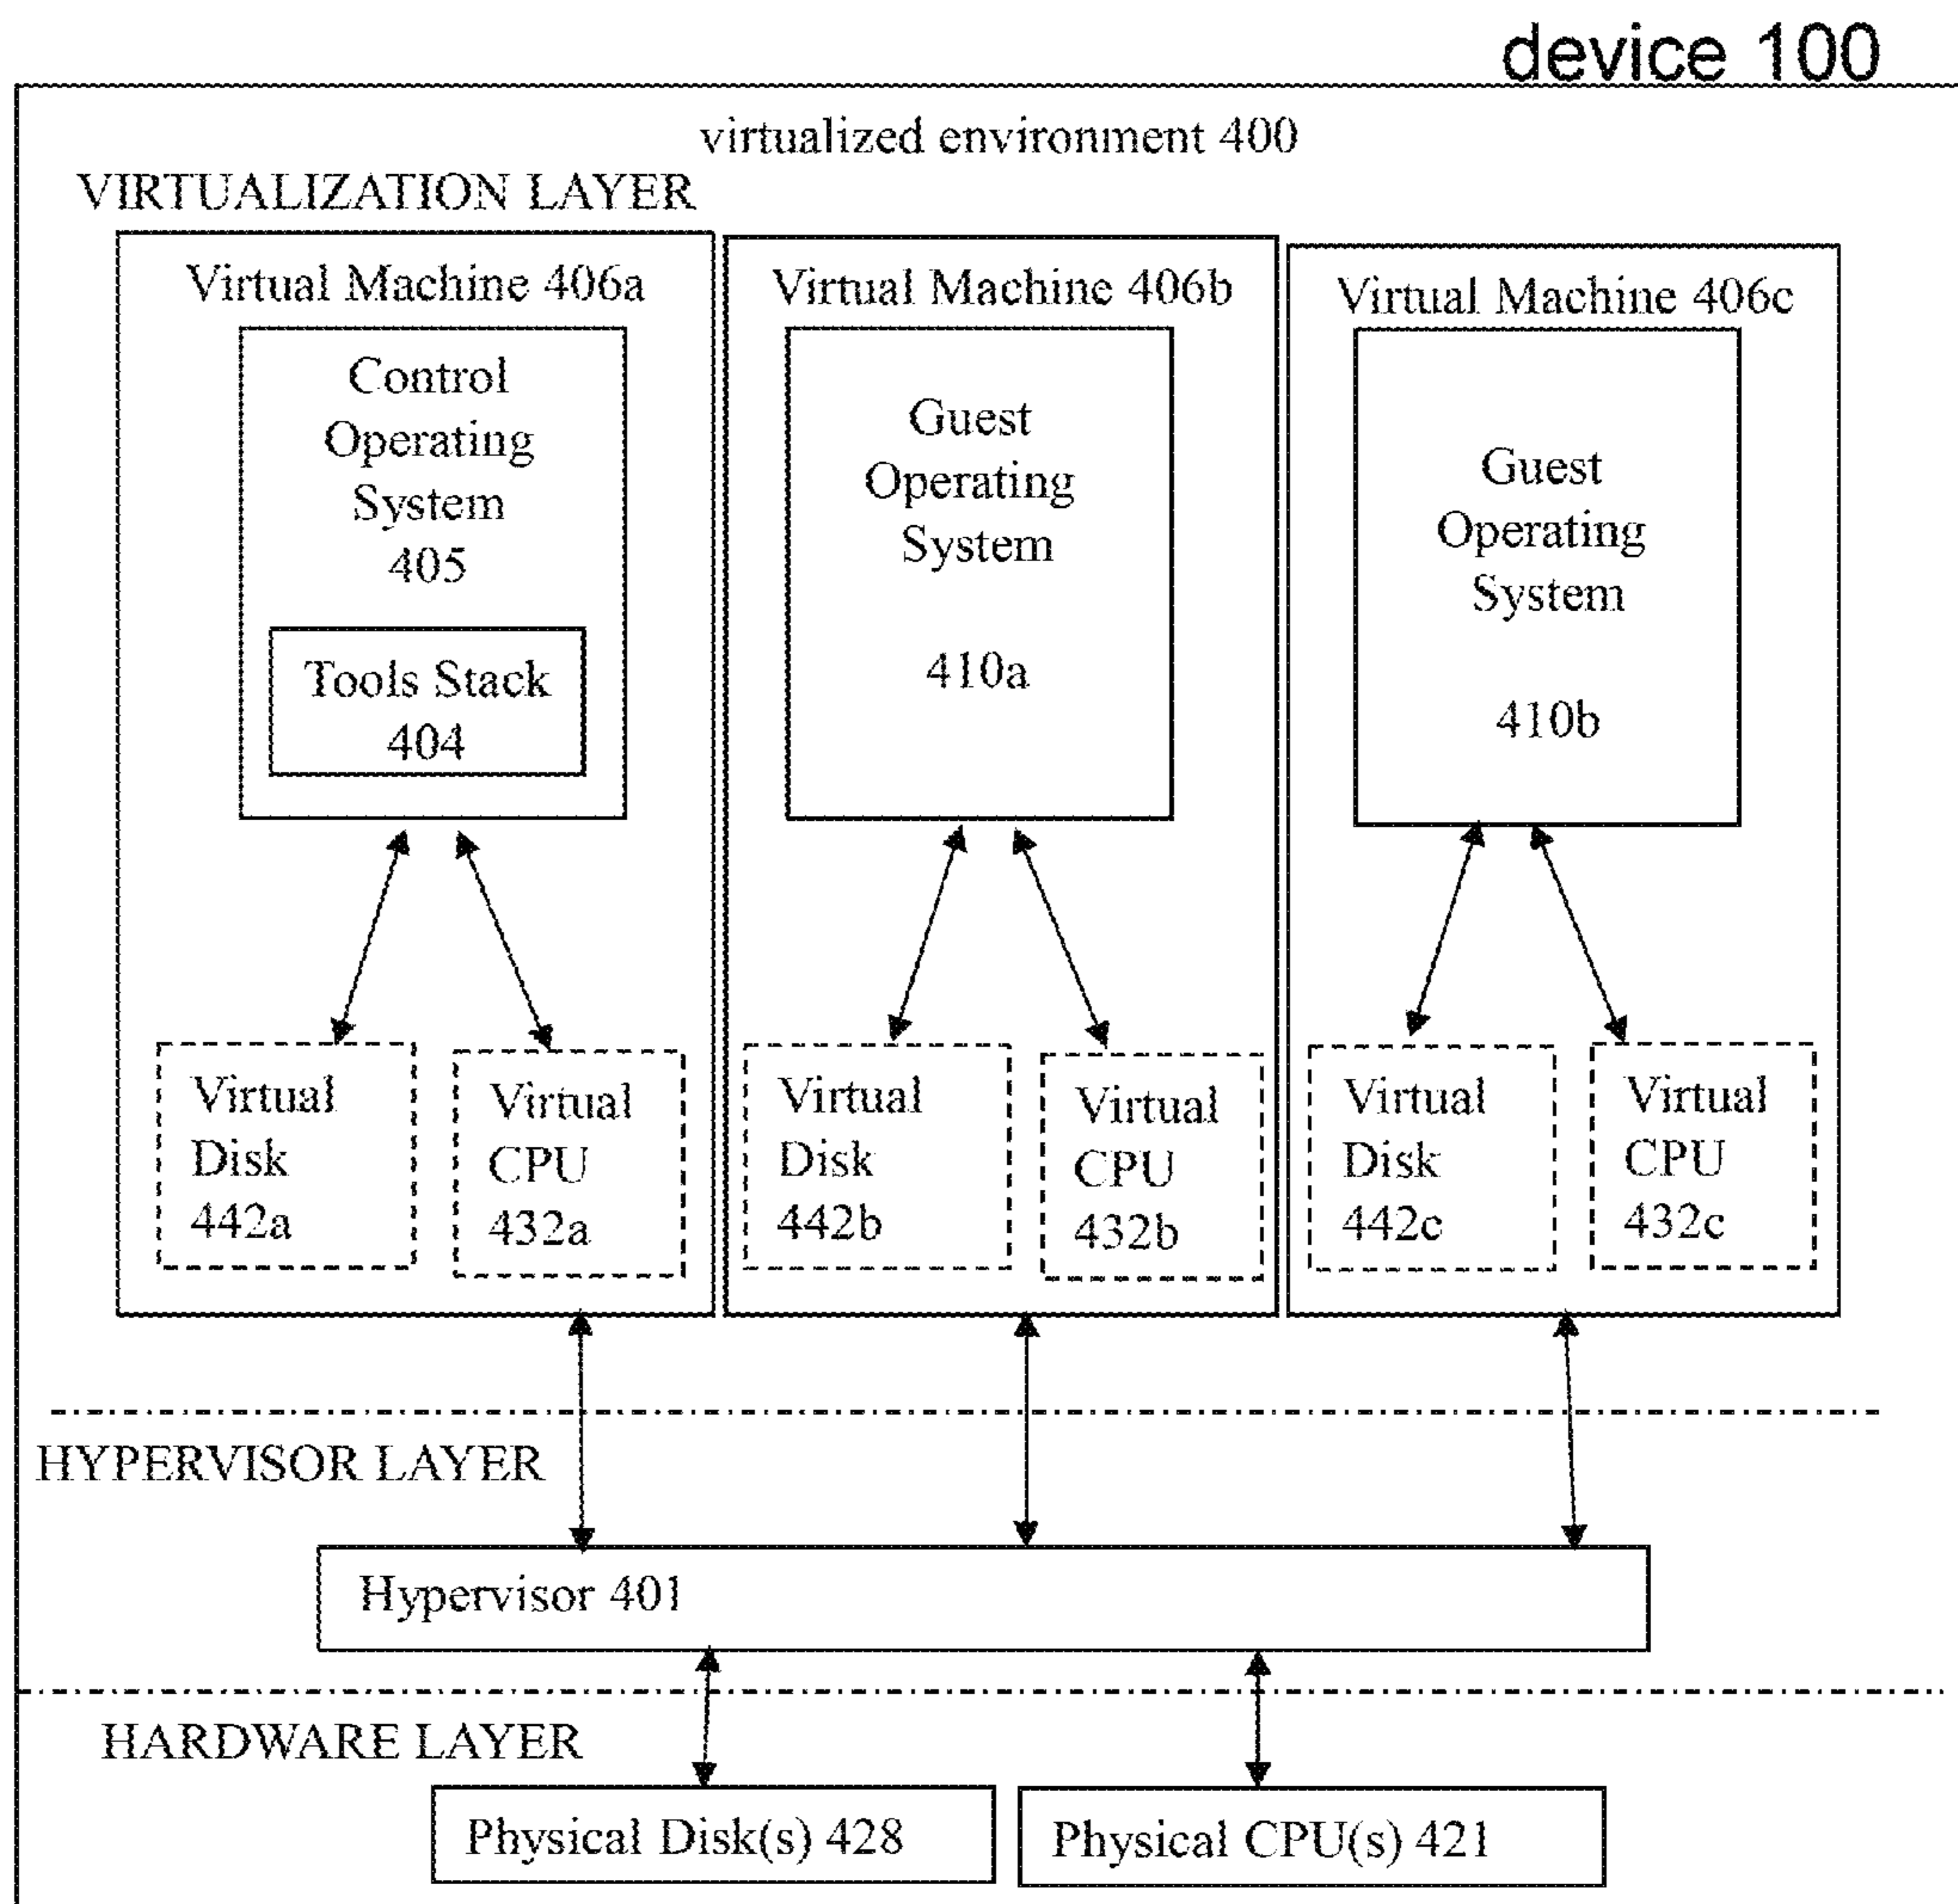 device 100
virtualized environment 400
VIRTUALIZATION LAYER
Virtual Machine 406a
Control
Operating
System
405
Tools Stack
404
Virtual
Disk
442a
Virtual
CPU
432a
Virtual Machine 406b
Guest
Operating
System
410a
Virtual
Disk
442b
Virtual
CPU
432b
Virtual Machine 406c
Guest
Operating
System
410b
Virtual
Disk
442c
Virtual
CPU
432c
HYPERVISOR LAYER
Hypervisor 401
HARDWARE LAYER
Physical Disk(s) 428
Physical CPU(s) 421